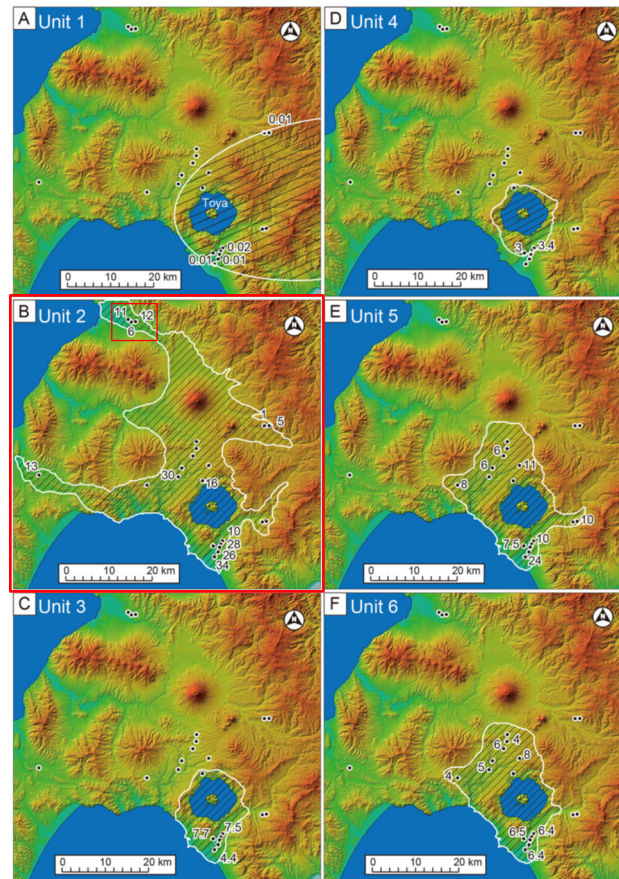 A Unit 1
N
0.01
Toya
0.02
0.01 0.01
0 10 20 km
D Unit 4
N
3 3.4
0 10 20 km
B Unit 2
N
11 12
6
1
5
13
30
16
10
28
26
34
0 10 20 km
E Unit 5
N
6
6 11
8
10
10
7.5
24
0 10 20 km
C Unit 3
N
7.5
7.7
4.4
0 10 20 km
F Unit 6
N
4
6
8
5
4
6.5 6.4
6.4
0 10 20 km